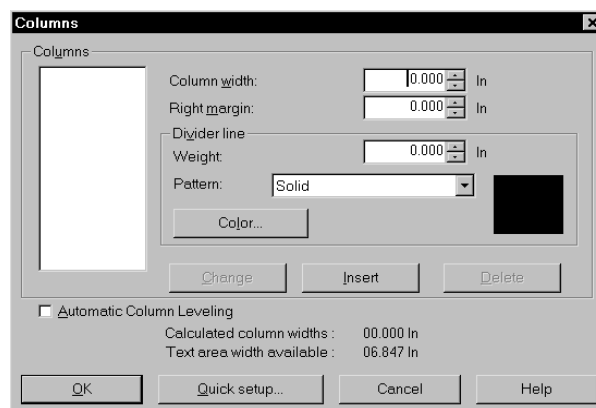 Columns
Columns
Column width: 0.000 In
Right margin: 0.000 In
Divider line
Weight: 0.000 In
Pattern: Solid
Color...
Change Insert Delete
Automatic Column Leveling
Calculated column widths : 00.000 In
Text area width available : 06.847 In
OK Quick setup... Cancel Help